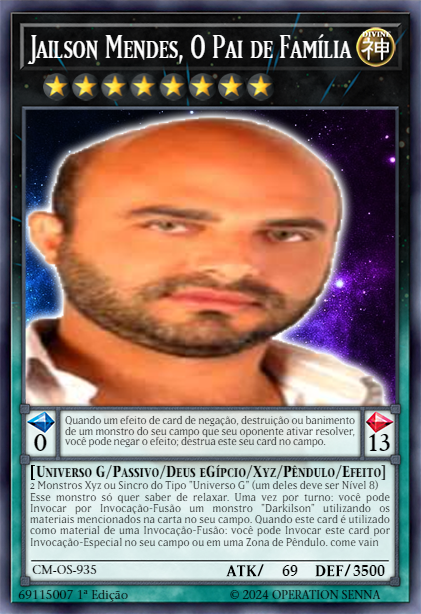 Jailson Mendes, O Pai de Família
DIVINE
神
Quando um efeito de card de negação, destruição ou banimento
de um monstro do seu campo que seu oponente ativar resolver,
você pode negar o efeito; destrua este seu card no campo.
0
13
[Universo G/Passivo/Deus eGípcio/Xyz/Pêndulo/Efeito]
2 Monstros Xyz ou Sincro do Tipo "Universo G" (um deles deve ser Nível 8)
Esse monstro só quer saber de relaxar. Uma vez por turno: você pode
Invocar por Invocação-Fusão um monstro "Darkilson" utilizando os
materiais mencionados na carta no seu campo. Quando este card é utilizado
como material de uma Invocação-Fusão: você pode Invocar este card por
Invocação-Especial no seu campo ou em uma Zona de Pêndulo. come vain
CM-OS-935
ATK/ 69 DEF/3500
69115007 1ª Edição
© 2024 OPERATION SENNA